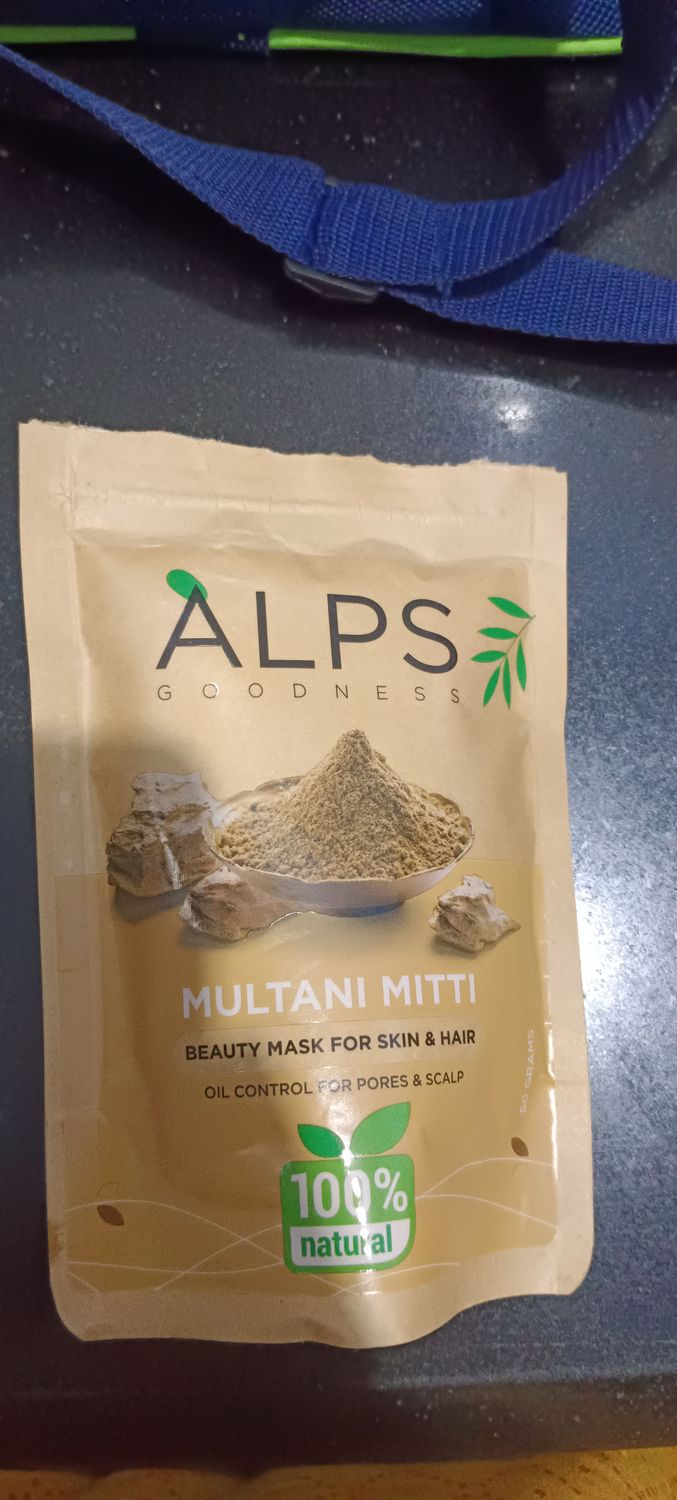 ALPS
GOODNESS
MULTANI MITTI
BEAUTY MASK FOR SKIN & HAIR
OIL CONTROL FOR PORES & SCALP
50 GRAMS
100%
natural